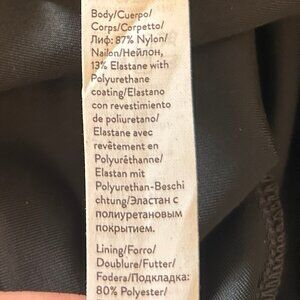 Body/Cuerpo/
Corps/Corpetto/
Лиф: 87% Nylon/
Nailon/Нейлон,
13% Elastane with
Polyurethane
coating/Elastano
con revestimiento
de poliuretano/
Elastane avec
revêtement en
Polyuréthanne/
Elastan mit
Polyurethan-Beschi
chtung/Эластан с
полиуретановым
покрытием.
Lining/Forro/
Doublure/Futter/
Fodera/Подкладка:
80% Polyester/